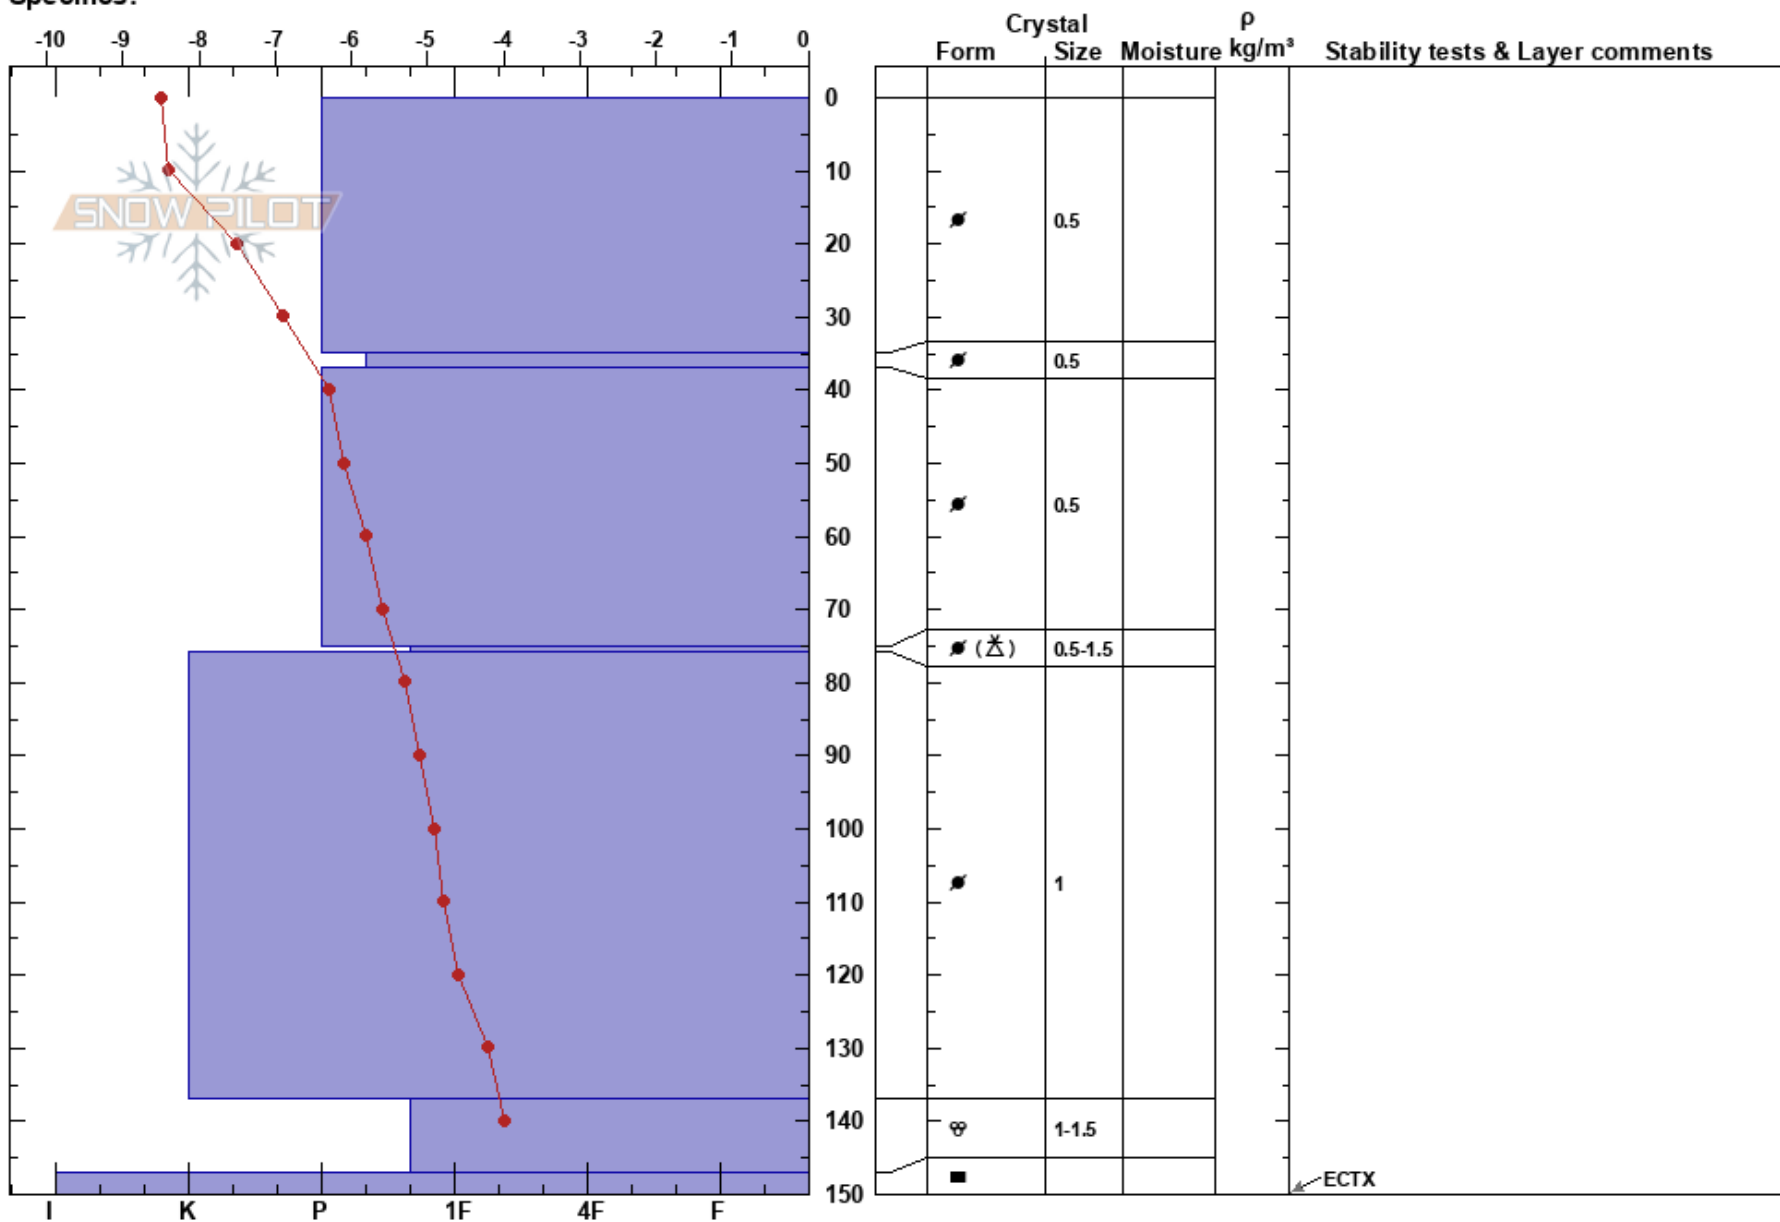 Specifics:
Crystal ρ
Form Size Moisture kg/m³ Stability tests & Layer comments
-10 -9 -8 -7 -6 -5 -4 -3 -2 -1 0
0
10
SNOW PILOT
0.5
20
30
0.5
40
50
0.5
60
70
( ) 0.5-1.5
80
90
100
1
110
120
130
140
1-1.5
ECTX
150
I K P 1F 4F F